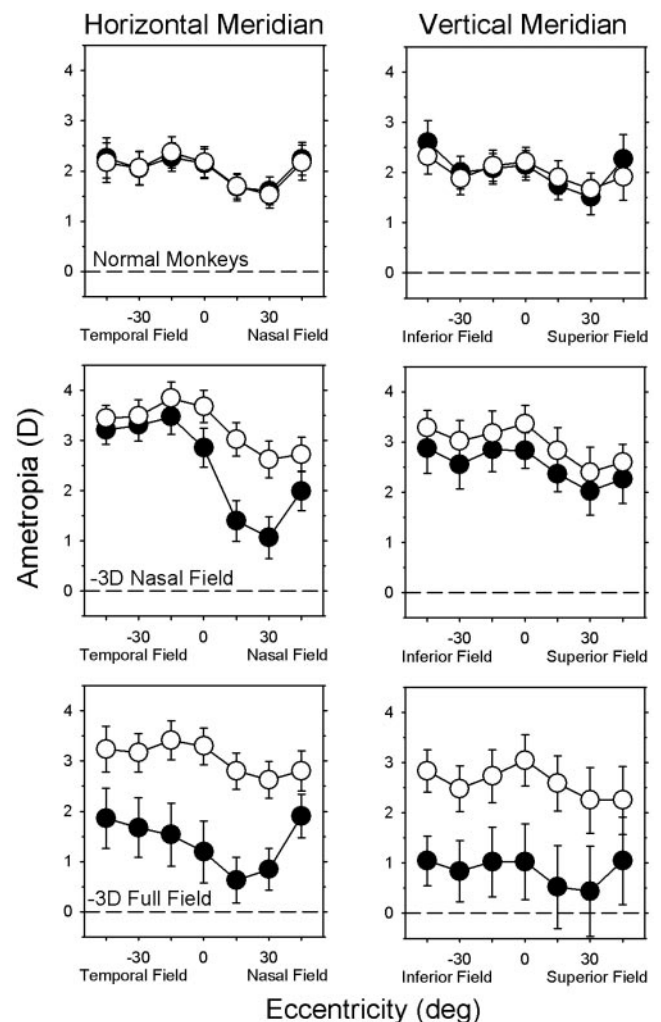 Horizontal Meridian
Vertical Meridian
Ametropia (D)
4
3
2
1
0
Normal Monkeys
-30 0 30
Temporal Field Nasal Field
4
3
2
1
0
-30 0 30
Inferior Field Superior Field
4
3
2
1
0
-3D Nasal Field
-30 0 30
Temporal Field Nasal Field
4
3
2
1
0
-30 0 30
Inferior Field Superior Field
4
3
2
1
0
-3D Full Field
-30 0 30
Temporal Field Nasal Field
4
3
2
1
0
-30 0 30
Inferior Field Superior Field
Eccentricity (deg)